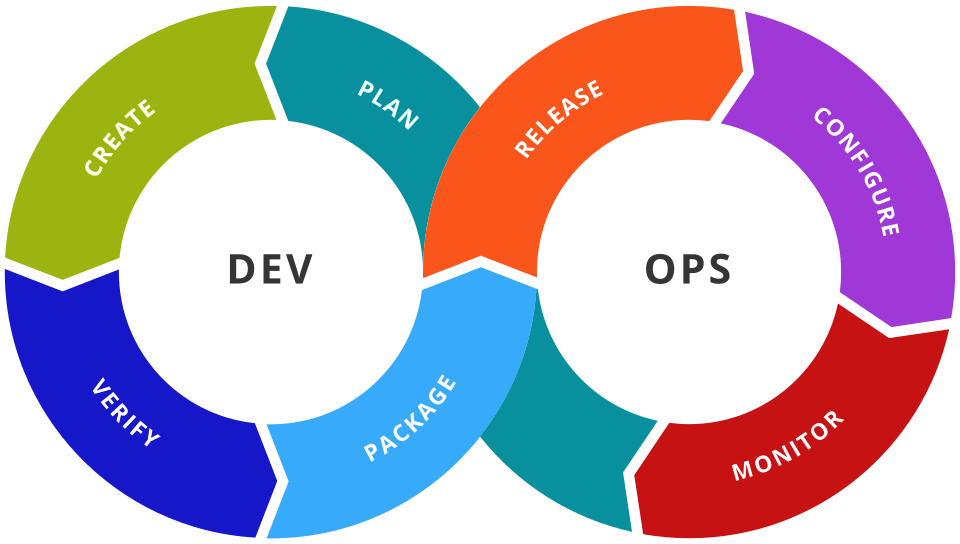 CREATE
PLAN
RELEASE
CONFIGURE
DEV
OPS
VERIFY
PACKAGE
MONITOR